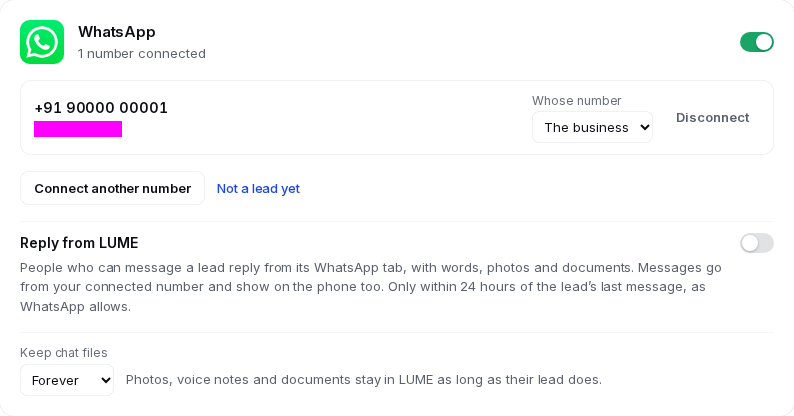 WhatsApp
1 number connected
+91 90000 00001
Whose number
The business
Disconnect
Connect another number
Not a lead yet
Reply from LUME
People who can message a lead reply from its WhatsApp tab, with words, photos and documents. Messages go
from your connected number and show on the phone too. Only within 24 hours of the lead’s last message, as
WhatsApp allows.
Keep chat files
Forever
Photos, voice notes and documents stay in LUME as long as their lead does.